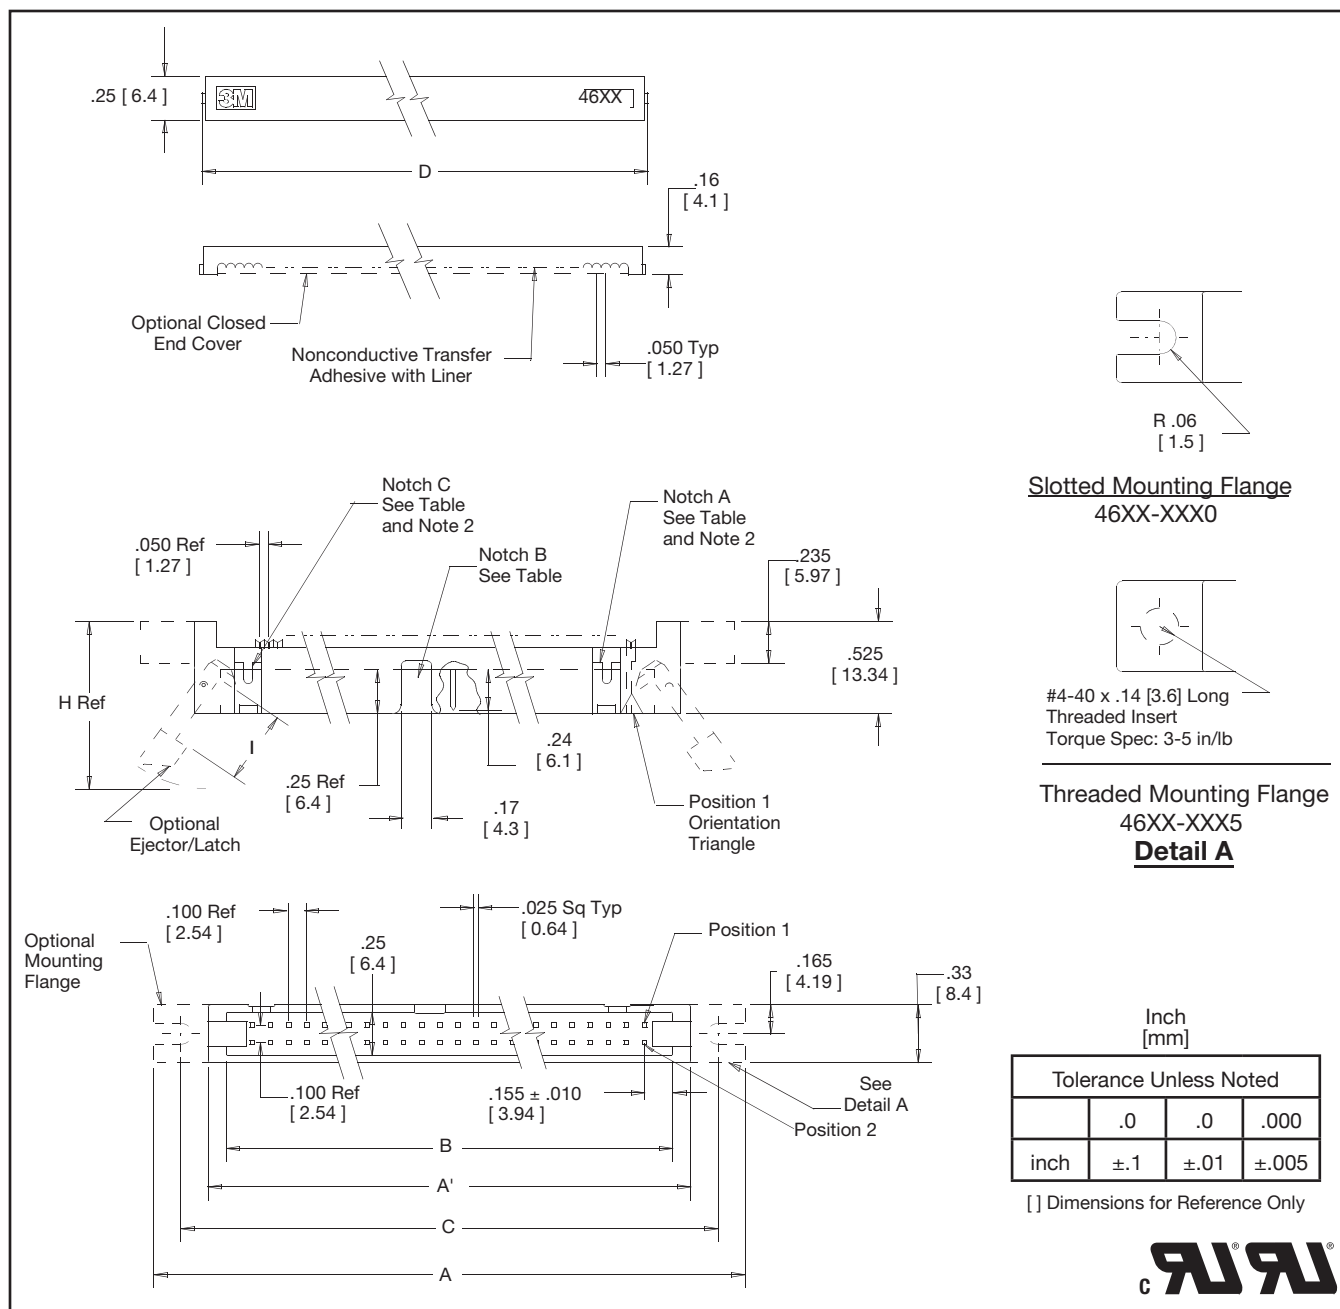 .25 [ 6.4 ]
3M
46XX
D
.16
[ 4.1 ]
Optional Closed
End Cover
Nonconductive Transfer
Adhesive with Liner
.050 Typ
[ 1.27 ]
R .06
[ 1.5 ]
Slotted Mounting Flange
46XX-XXX0
Notch C
See Table
and Note 2
Notch A
See Table
and Note 2
.050 Ref
[ 1.27 ]
Notch B
See Table
.235
[ 5.97 ]
.525
[ 13.34 ]
H Ref
I
.24
[ 6.1 ]
.25 Ref
[ 6.4 ]
.17
[ 4.3 ]
Optional
Ejector/Latch
Position 1
Orientation
Triangle
#4-40 x .14 [3.6] Long
Threaded Insert
Torque Spec: 3-5 in/lb
Threaded Mounting Flange
46XX-XXX5
Detail A
.100 Ref
[ 2.54 ]
.025 Sq Typ
[ 0.64 ]
Position 1
Optional
Mounting
Flange
.25
[ 6.4 ]
.165
[ 4.19 ]
.33
[ 8.4 ]
.100 Ref
[ 2.54 ]
.155 ± .010
[ 3.94 ]
See
Detail A
Position 2
B
A'
C
A
Inch
[mm]
Tolerance Unless Noted
.0 .0 .000
inch ±.1 ±.01 ±.005
[ ] Dimensions for Reference Only
c RU® RU®